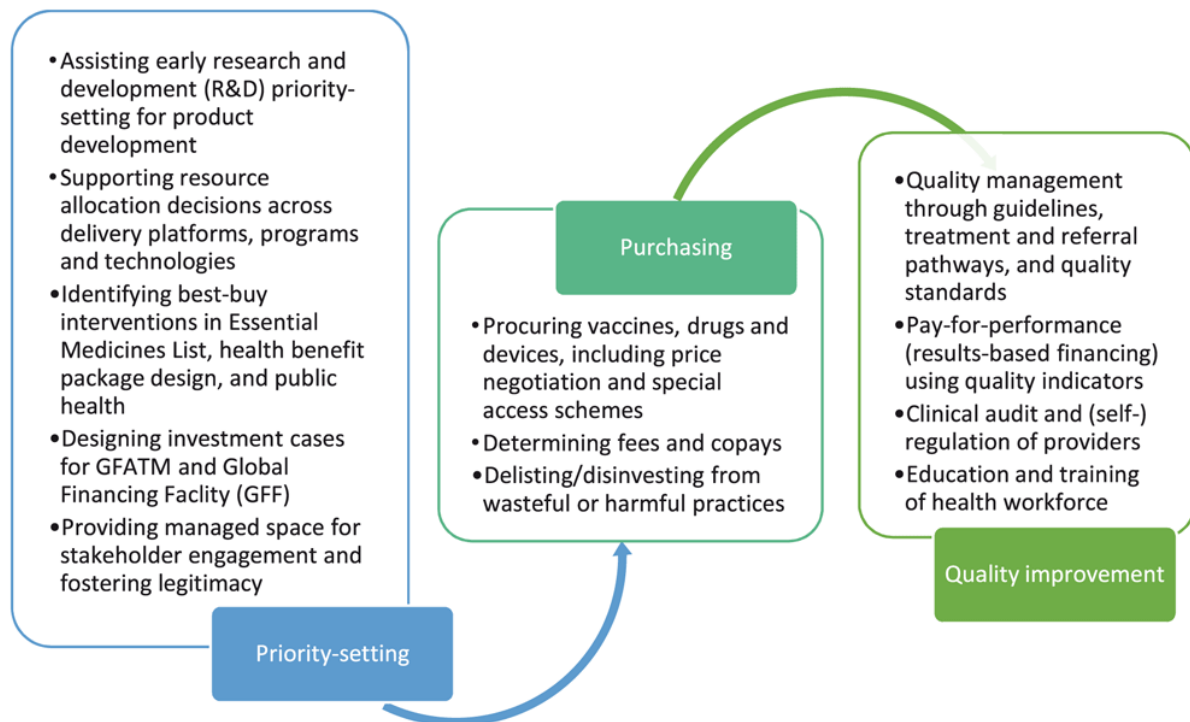 •Assisting early research and
development (R&D) priority-
setting for product
development
•Supporting resource
allocation decisions across
delivery platforms, programs
and technologies
•Identifying best-buy
interventions in Essential
Medicines List, health benefit
package design, and public
health
•Designing investment cases
for GFATM and Global
Financing Faclity (GFF)
•Providing managed space for
stakeholder engagement and
fostering legitimacy
Priority-setting
Purchasing
•Procuring vaccines, drugs and
devices, including price
negotiation and special
access schemes
•Determining fees and copays
•Delisting/disinvesting from
wasteful or harmful practices
•Quality management
through guidelines,
treatment and referral
pathways, and quality
standards
•Pay-for-performance
(results-based financing)
using quality indicators
•Clinical audit and (self-)
regulation of providers
•Education and training
of health workforce
Quality improvement